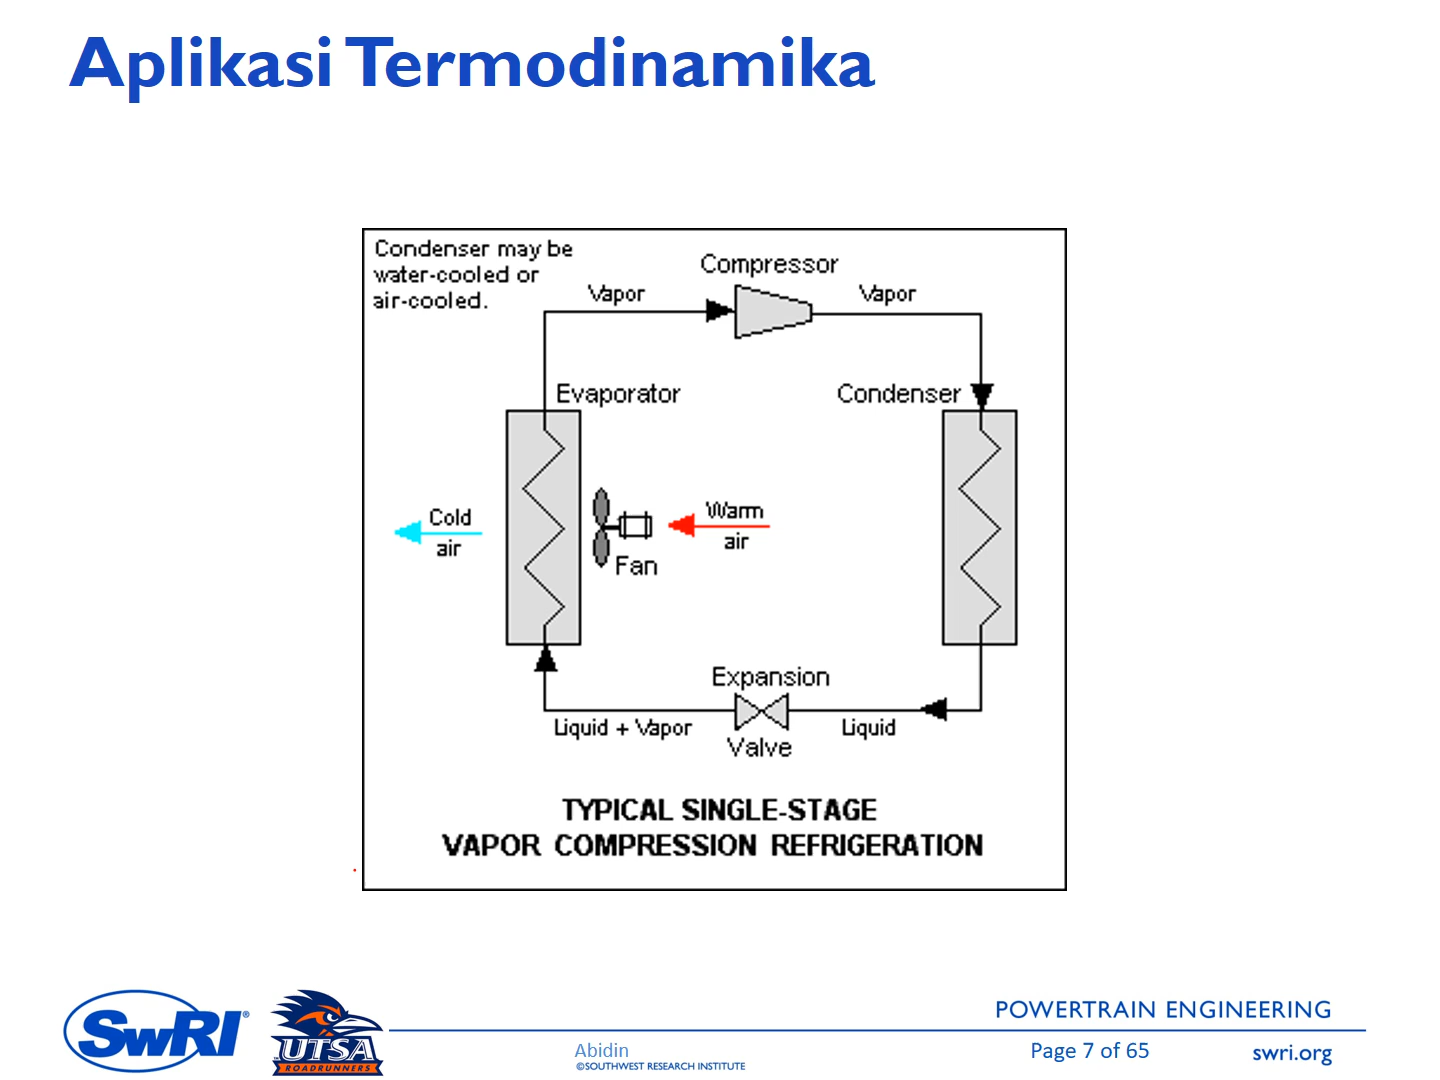 Aplikasi Termodinamika
Condenser may be
water-cooled or
air-cooled.
Compressor
Vapor
Vapor
Evaporator
Condenser
Cold
air
Warm
air
Fan
Expansion
Valve
Liquid + Vapor
Liquid
TYPICAL SINGLE-STAGE
VAPOR COMPRESSION REFRIGERATION
POWERTRAIN ENGINEERING
SwRI®
UTSA
ROADRUNNERS
Abidin
©SOUTHWEST RESEARCH INSTITUTE
Page 7 of 65
swri.org